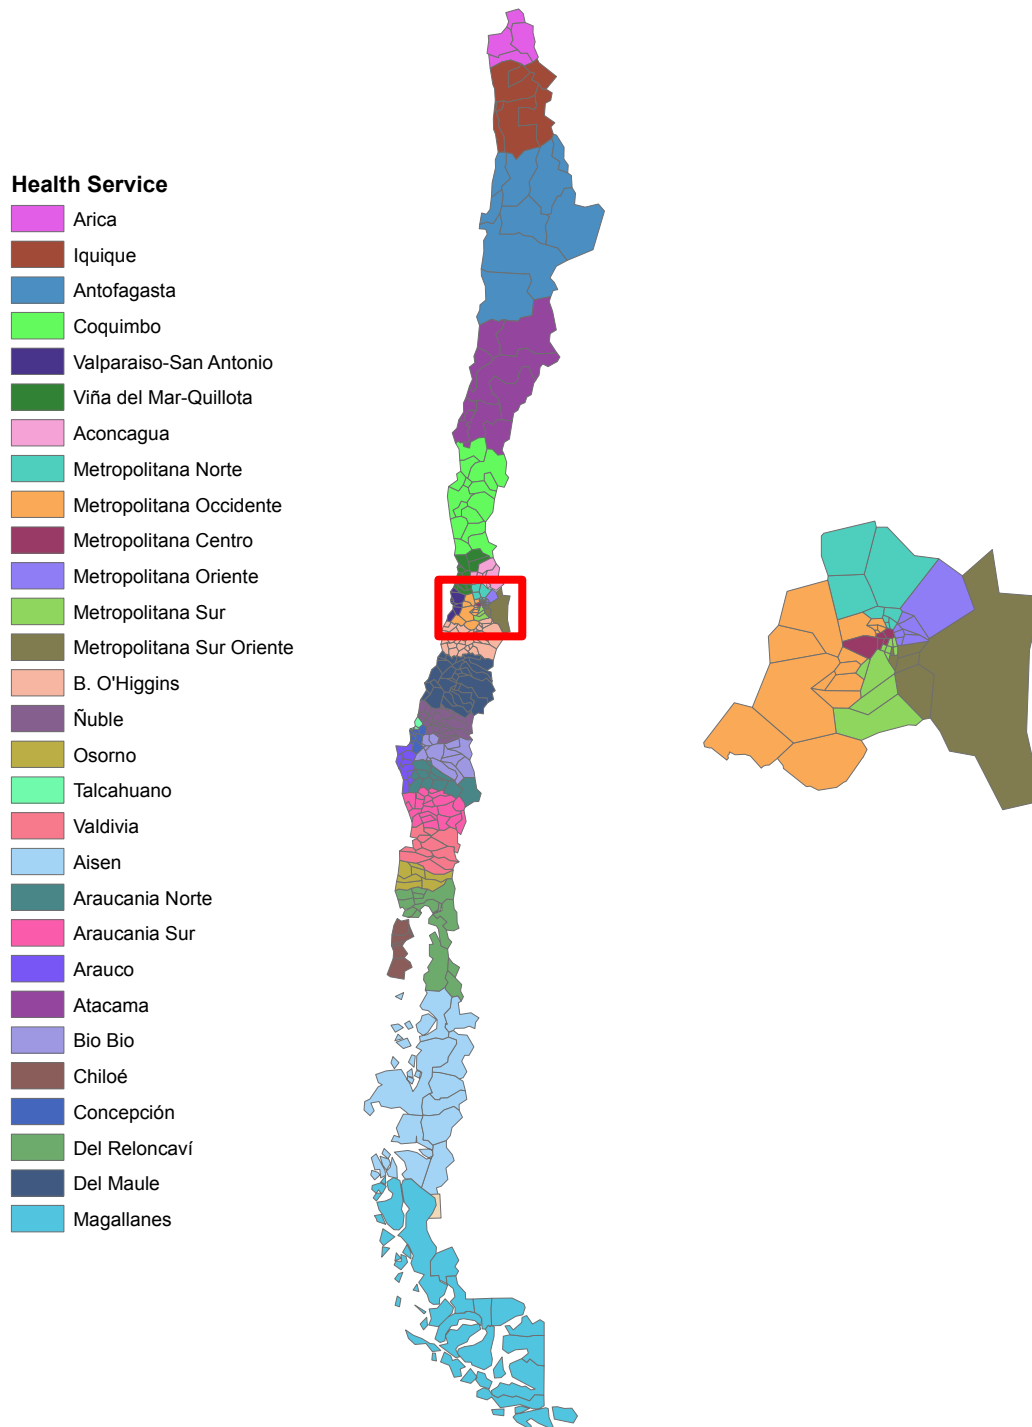 Health Service
Arica
Iquique
Antofagasta
Coquimbo
Valparaiso-San Antonio
Viña del Mar-Quillota
Aconcagua
Metropolitana Norte
Metropolitana Occidente
Metropolitana Centro
Metropolitana Oriente
Metropolitana Sur
Metropolitana Sur Oriente
B. O'Higgins
Ñuble
Osorno
Talcahuano
Valdivia
Aisen
Araucania Norte
Araucania Sur
Arauco
Atacama
Bio Bio
Chiloé
Concepción
Del Reloncaví
Del Maule
Magallanes